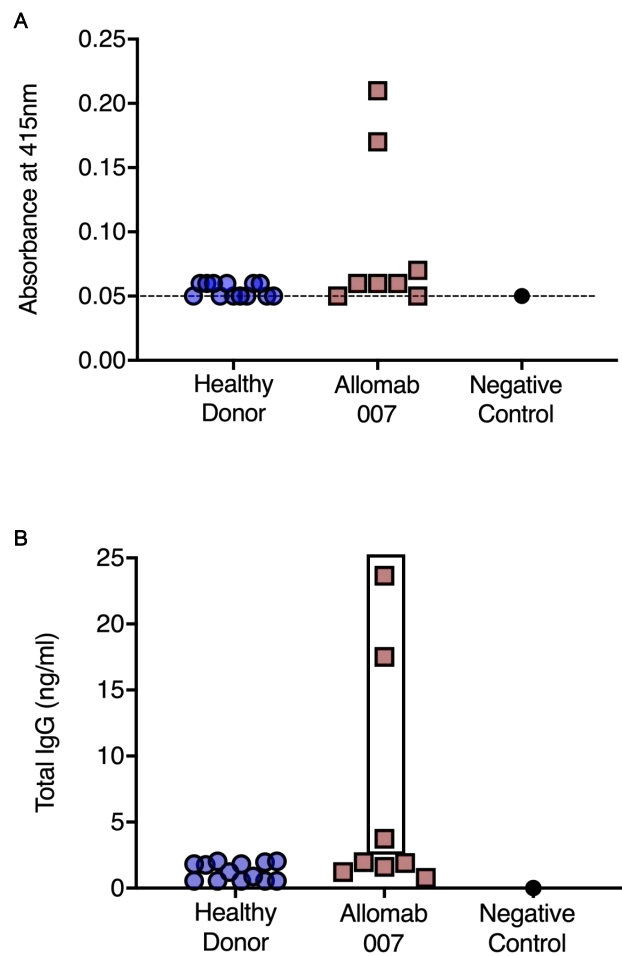 A
0.25
0.20
0.15
0.10
0.05
0.00
Absorbance at 415nm
Healthy Donor
Allomab 007
Negative Control
B
25
20
15
10
5
0
Total IgG (ng/ml)
Healthy Donor
Allomab 007
Negative Control